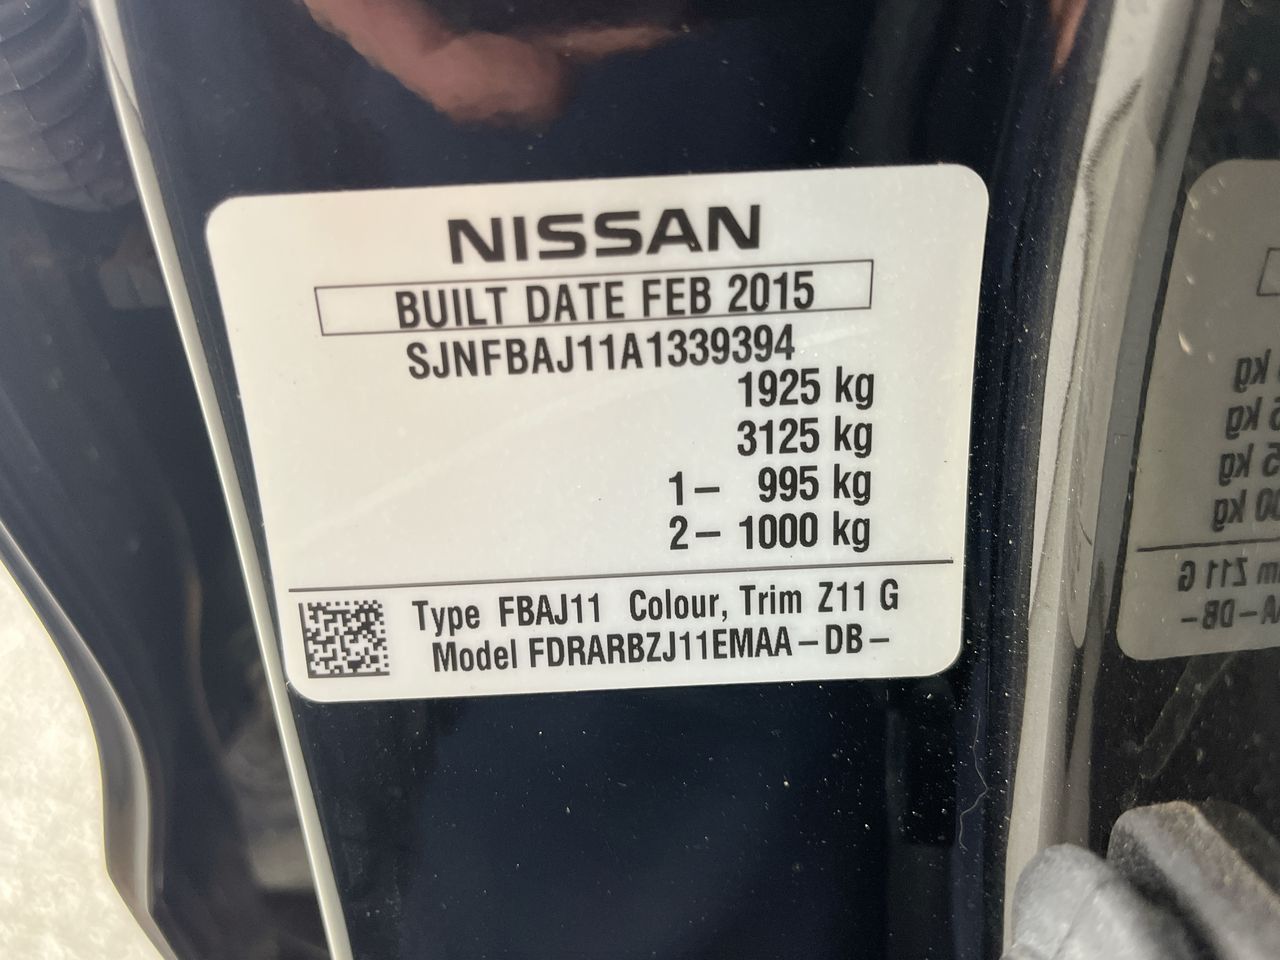 NISSAN
BUILT DATE FEB 2015
SJNFBAJ11A1339394
1925 kg
3125 kg
1– 995 kg
2– 1000 kg
Type FBAJ11 Colour, Trim Z11 G
Model FDRARBZJ11EMAA–DB–